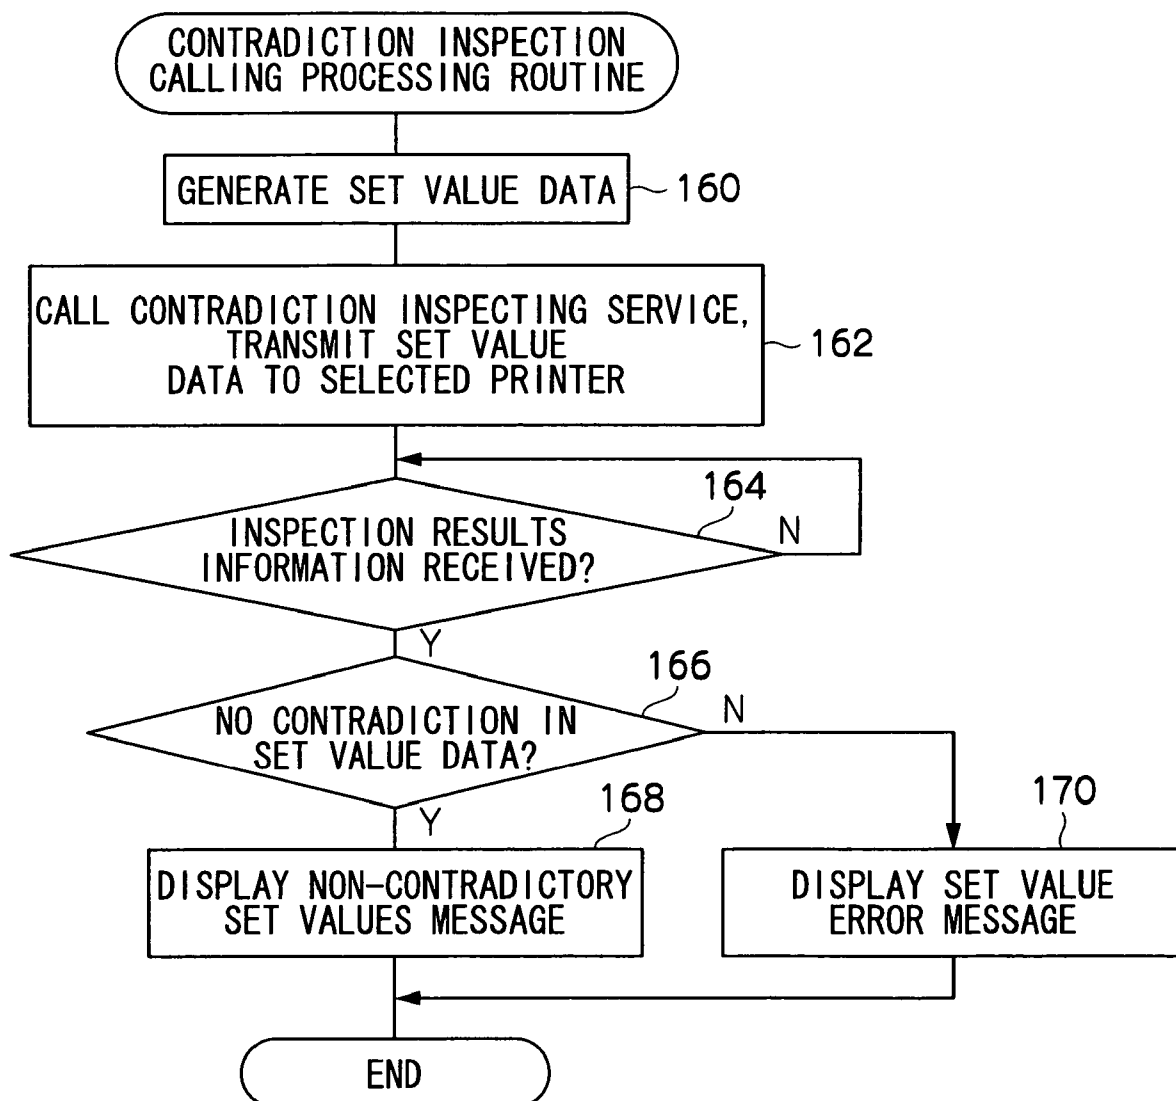 CONTRADICTION INSPECTION
CALLING PROCESSING ROUTINE
GENERATE SET VALUE DATA
160
CALL CONTRADICTION INSPECTING SERVICE,
TRANSMIT SET VALUE
DATA TO SELECTED PRINTER
162
164
INSPECTION RESULTS
INFORMATION RECEIVED?
N
Y
166
NO CONTRADICTION IN
SET VALUE DATA?
N
Y
168
DISPLAY NON-CONTRADICTORY
SET VALUES MESSAGE
170
DISPLAY SET VALUE
ERROR MESSAGE
END